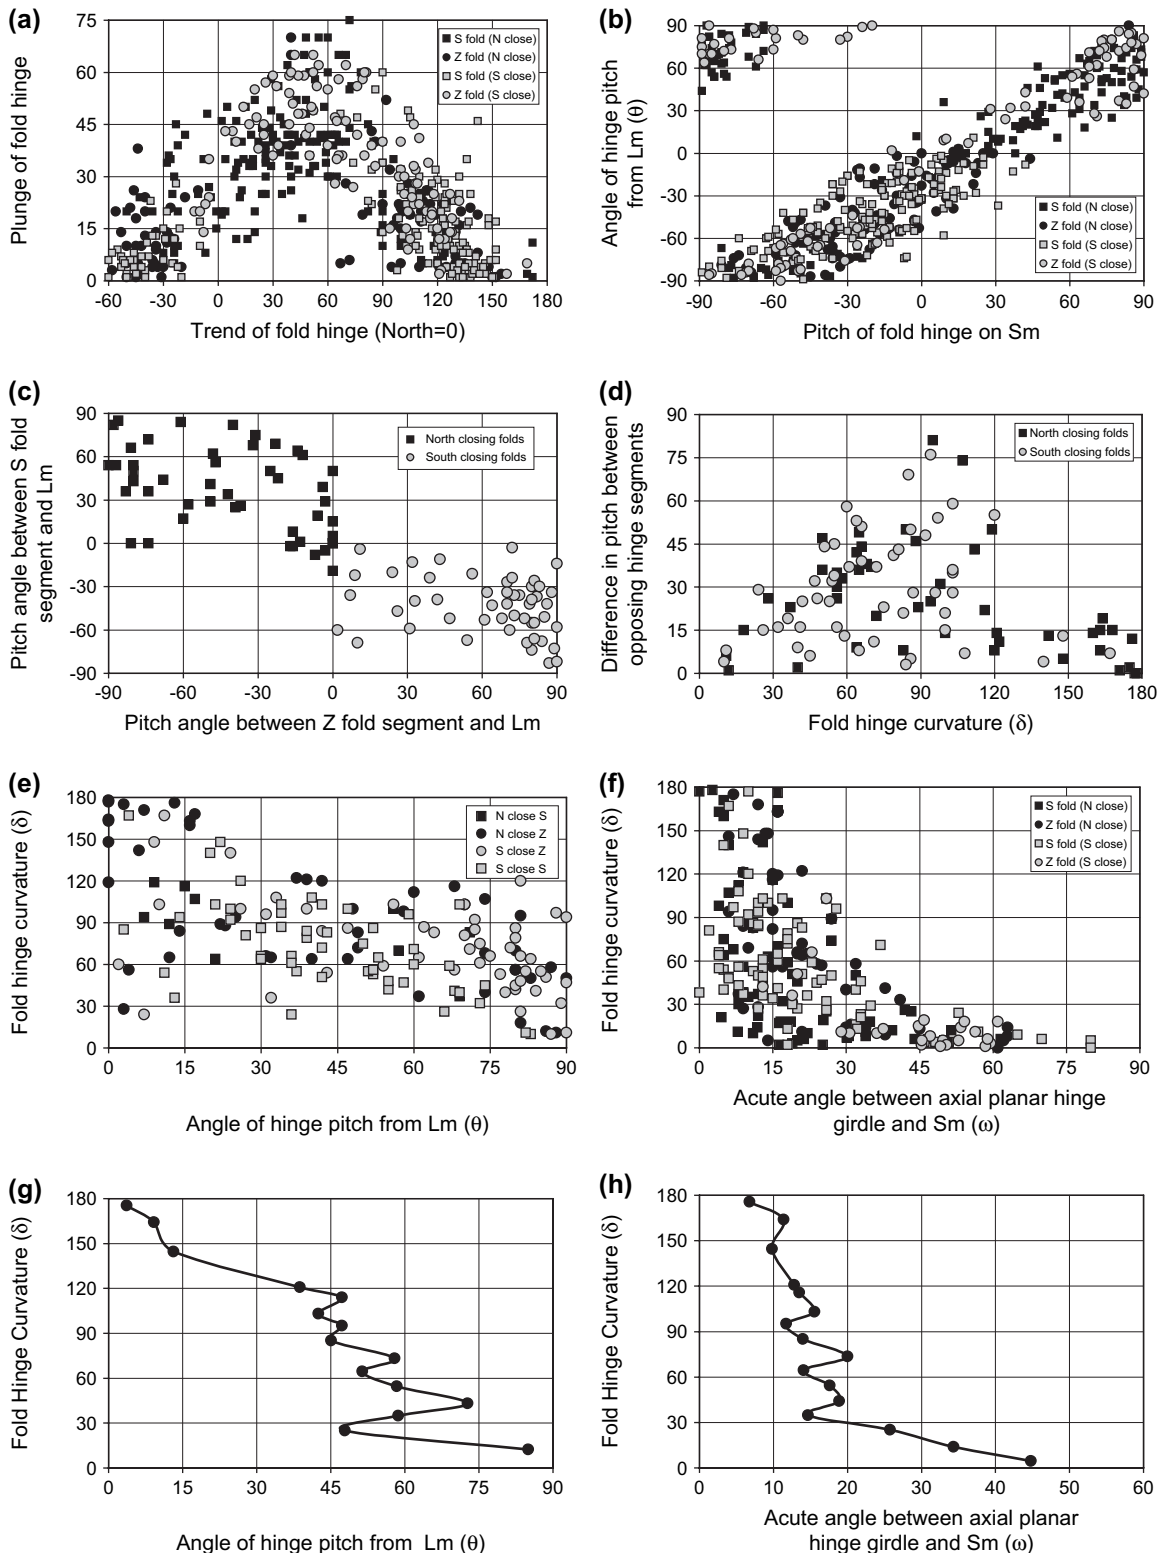 (a)
Plunge of fold hinge
75
60
45
30
15
0
S fold (N close)
Z fold (N close)
S fold (S close)
Z fold (S close)
-60 -30 0 30 60 90 120 150 180
Trend of fold hinge (North=0)
(b)
Angle of hinge pitch
from Lm (θ)
90
60
30
0
-30
-60
-90
S fold (N close)
Z fold (N close)
S fold (S close)
Z fold (S close)
-90 -60 -30 0 30 60 90
Pitch of fold hinge on Sm
(c)
Pitch angle between S fold
segment and Lm
90
60
30
0
-30
-60
-90
North closing folds
South closing folds
-90 -60 -30 0 30 60 90
Pitch angle between Z fold segment and Lm
(d)
Difference in pitch between
opposing hinge segments
90
75
60
45
30
15
0
North closing folds
South closing folds
0 30 60 90 120 150 180
Fold hinge curvature (δ)
(e)
Fold hinge curvature (δ)
180
150
120
90
60
30
0
N close S
N close Z
S close Z
S close S
0 15 30 45 60 75 90
Angle of hinge pitch from Lm (θ)
(f)
Fold hinge curvature (δ)
180
150
120
90
60
30
0
S fold (N close)
Z fold (N close)
S fold (S close)
Z fold (S close)
0 15 30 45 60 75 90
Acute angle between axial planar hinge
girdle and Sm (ω)
(g)
Fold Hinge Curvature (δ)
180
150
120
90
60
30
0
0 15 30 45 60 75 90
Angle of hinge pitch from Lm (θ)
(h)
Fold Hinge Curvature (δ)
180
150
120
90
60
30
0
0 10 20 30 40 50 60
Acute angle between axial planar
hinge girdle and Sm (ω)